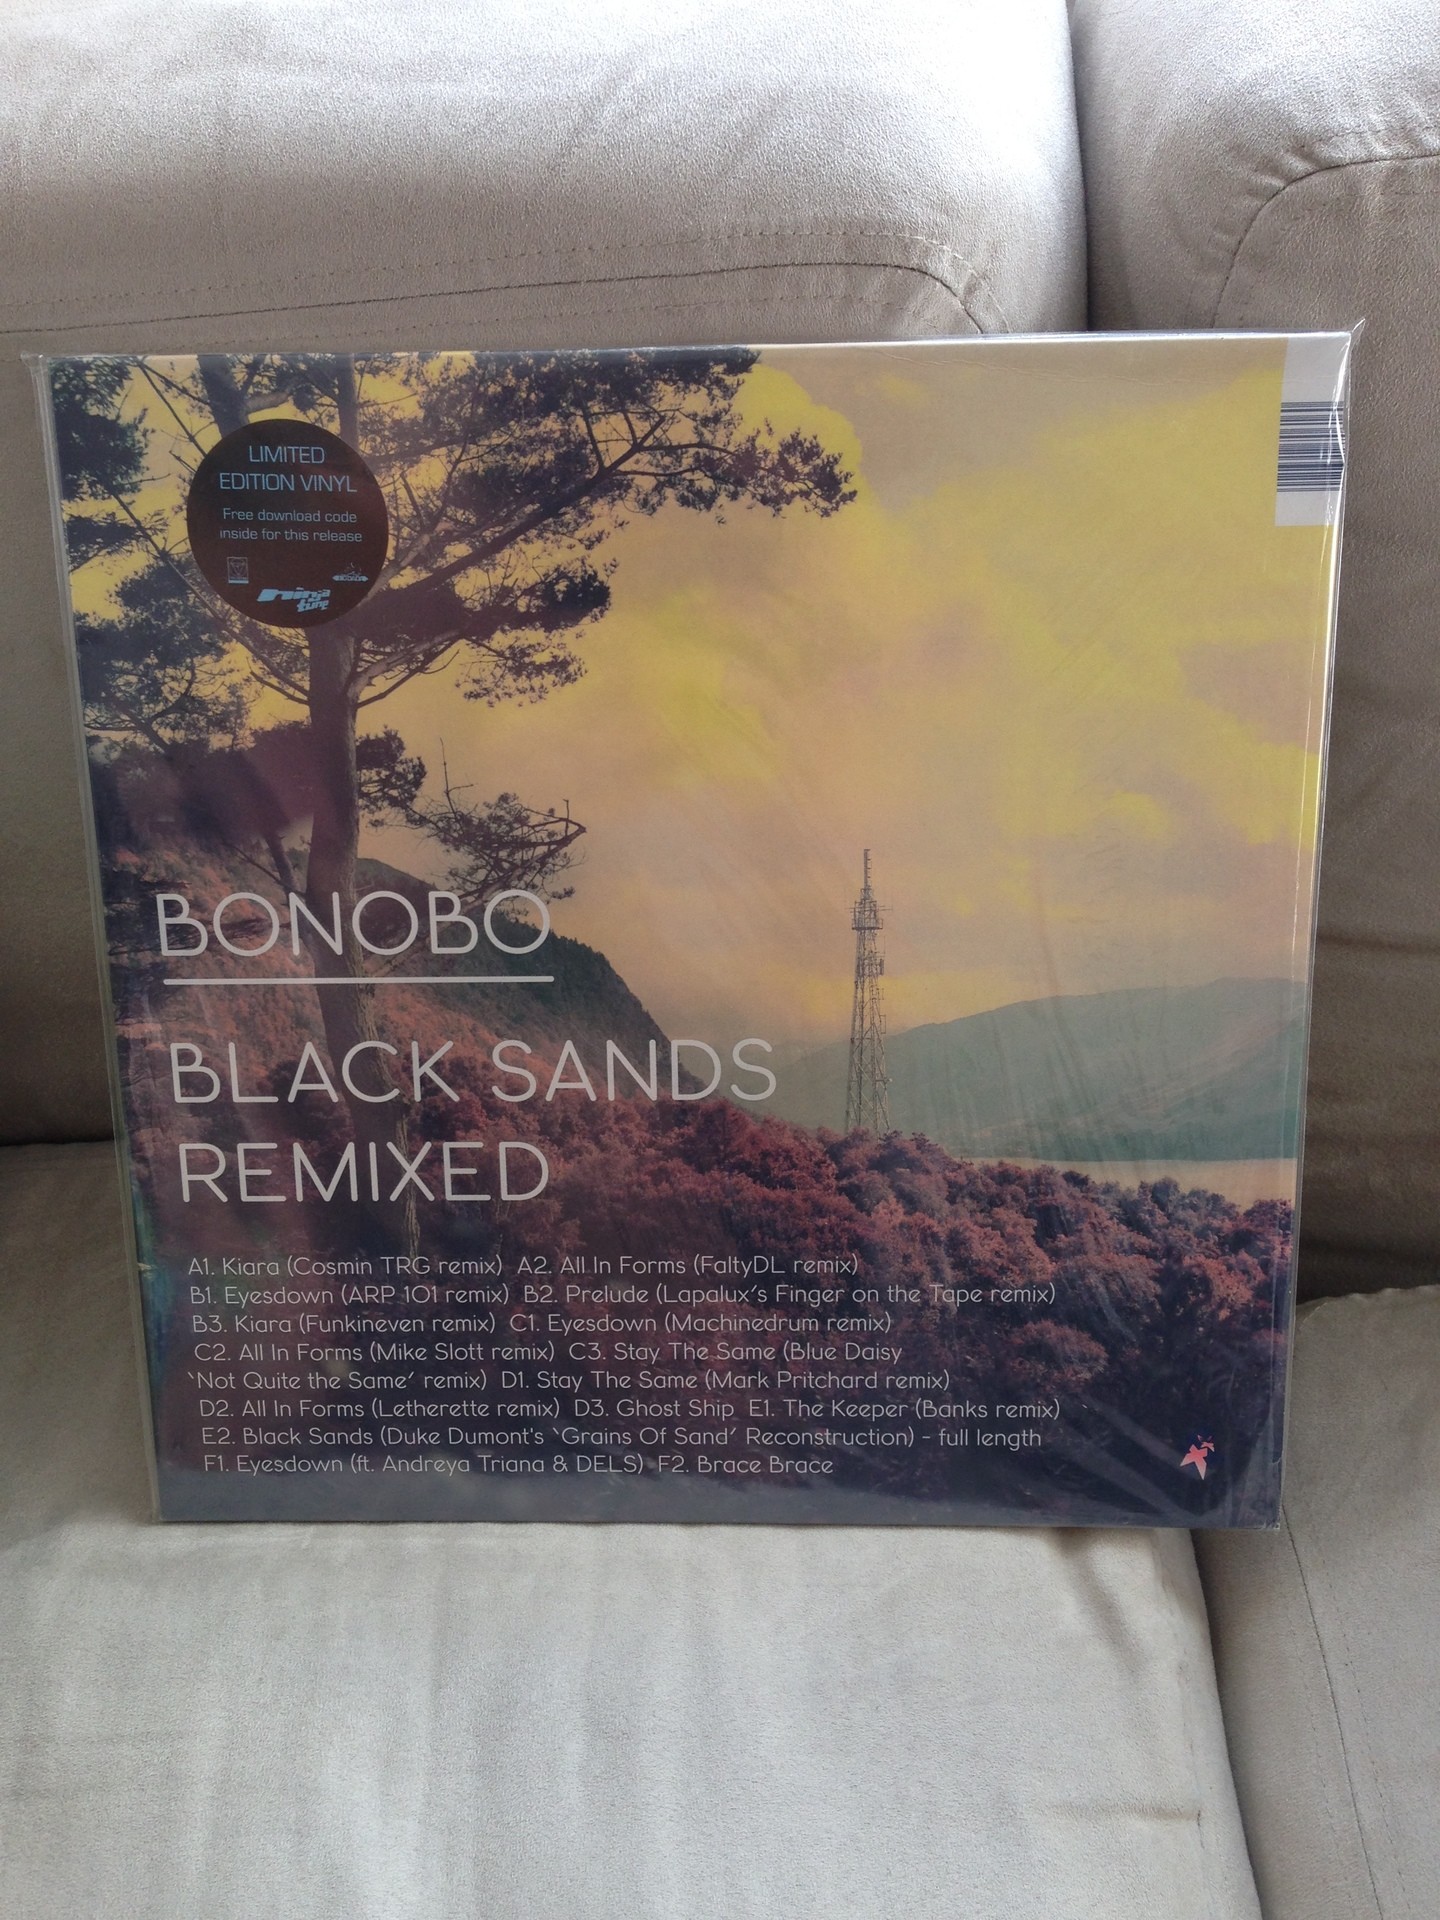 LIMITED
EDITION VINYL
Free download code
inside for this release
ninja
tune
BONOBO
BLACK SANDS
REMIXED
A1. Kiara (Cosmin TRG remix) A2. All In Forms (FaltyDL remix)
B1. Eyesdown (ARP 101 remix) B2. Prelude (Lapalux's Finger on the Tape remix)
B3. Kiara (Funkineven remix) C1. Eyesdown (Machinedrum remix)
C2. All In Forms (Mike Slott remix) C3. Stay The Same (Blue Daisy
‵Not Quite the Same′ remix) D1. Stay The Same (Mark Pritchard remix)
D2. All In Forms (Letherette remix) D3. Ghost Ship E1. The Keeper (Banks remix)
E2. Black Sands (Duke Dumont's ‵Grains Of Sand′ Reconstruction) - full length
F1. Eyesdown (ft. Andreya Triana & DELS) F2. Brace Brace